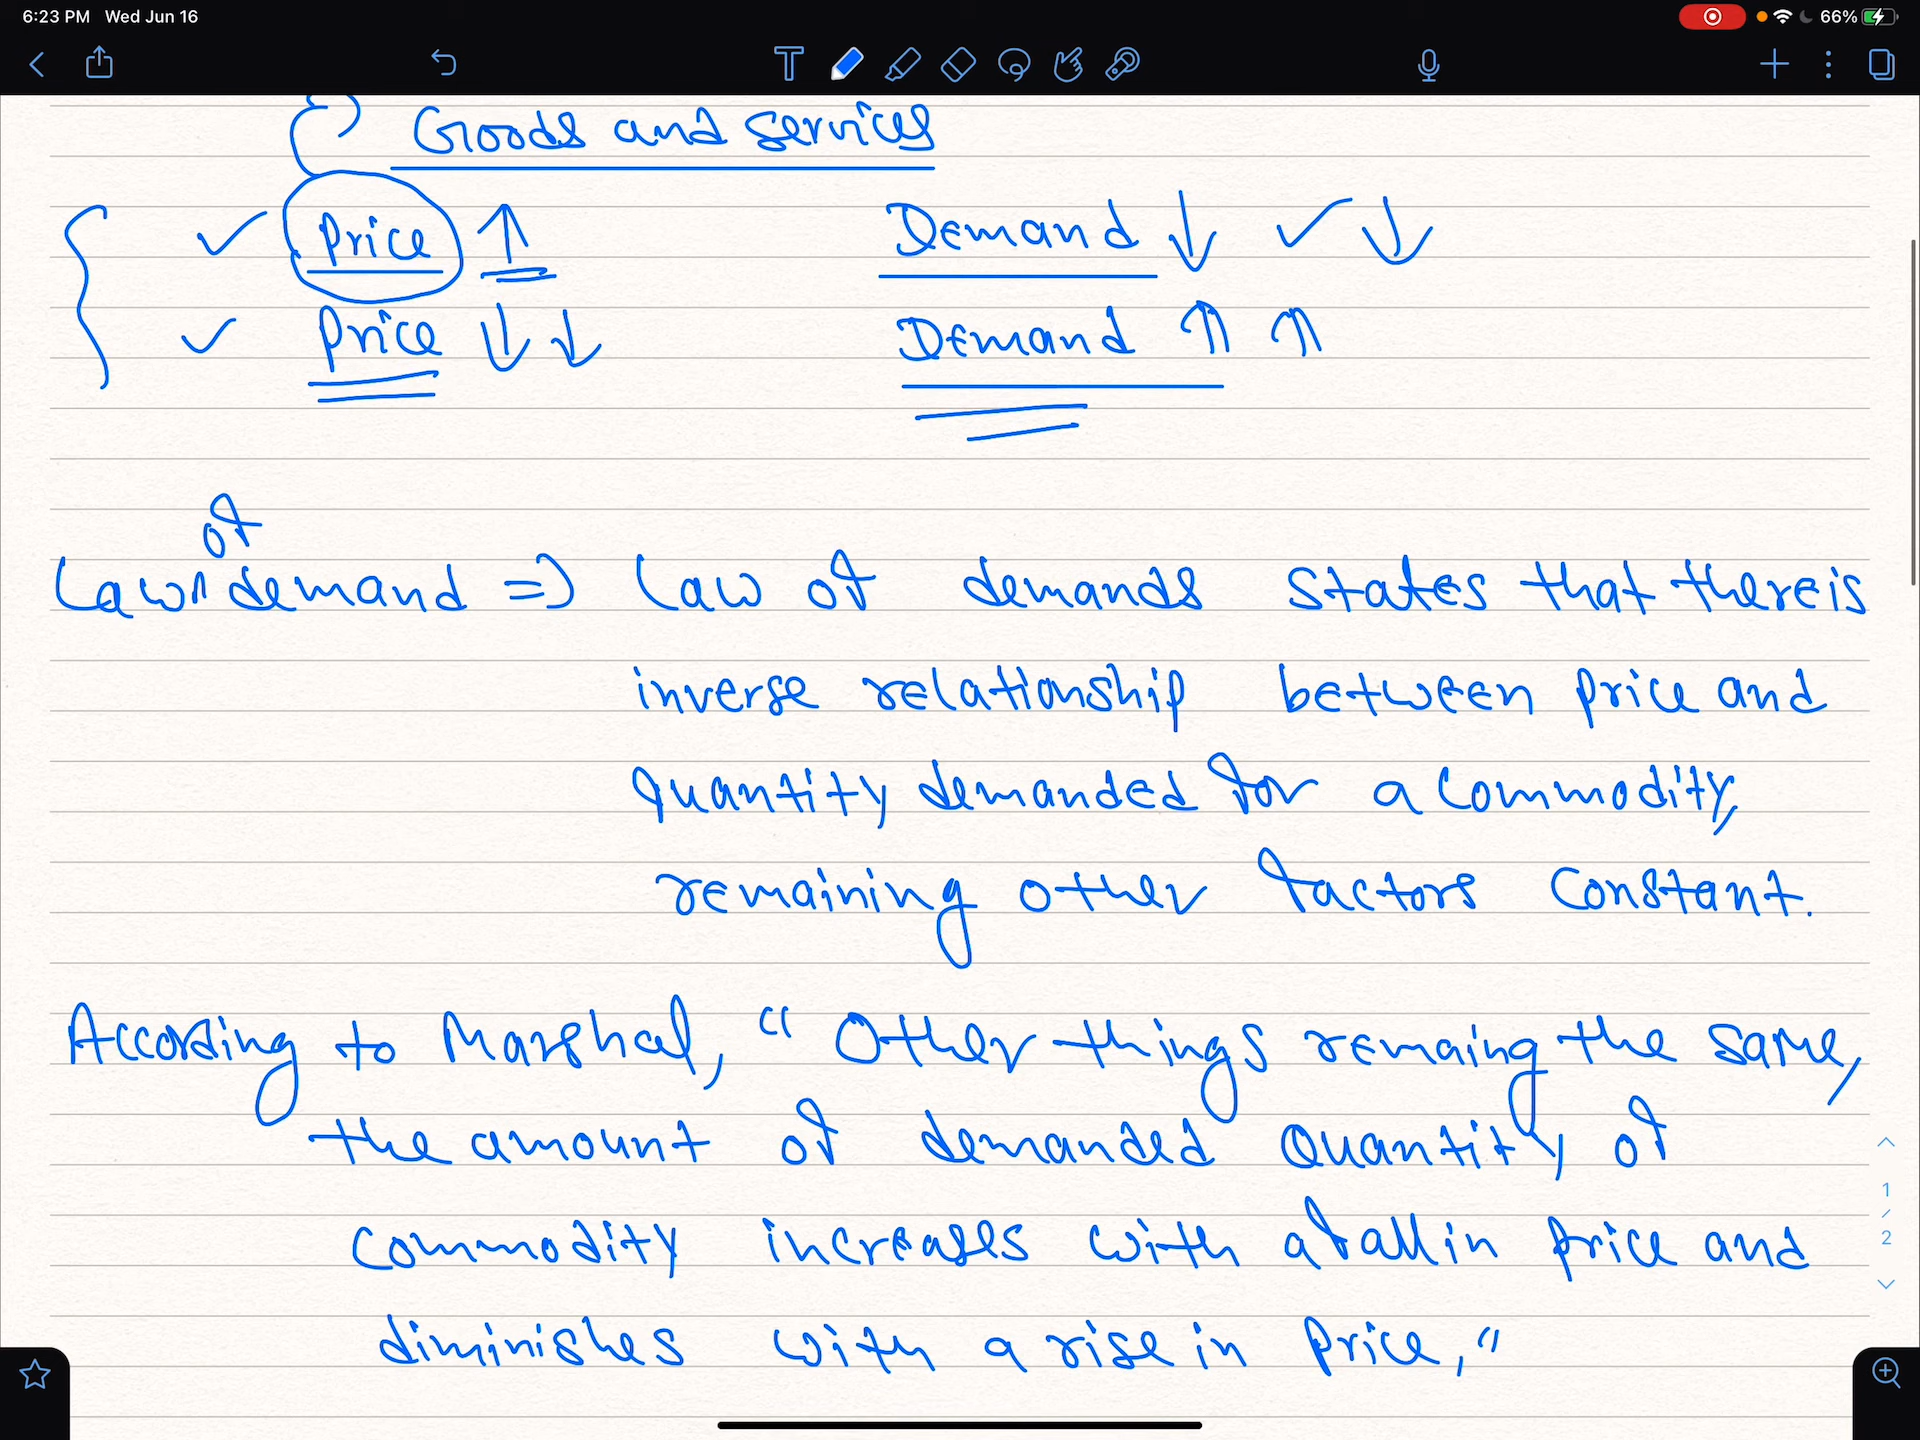 6:23 PM Wed Jun 16
66%
Goods and services
Price ↑ Demand ↓ ✓ ↓
Price ↓ ↓ Demand ↑ ↑
of
Law ^ demand => Law of demands states that there is
inverse relationship between price and
quantity demanded for a commodity,
remaining other factors constant.
According to Marshal, "Other things remaing the same,
the amount of demanded quantity of
commodity increases with a fall in price and
diminishes with a rise in price,"
1
/
2